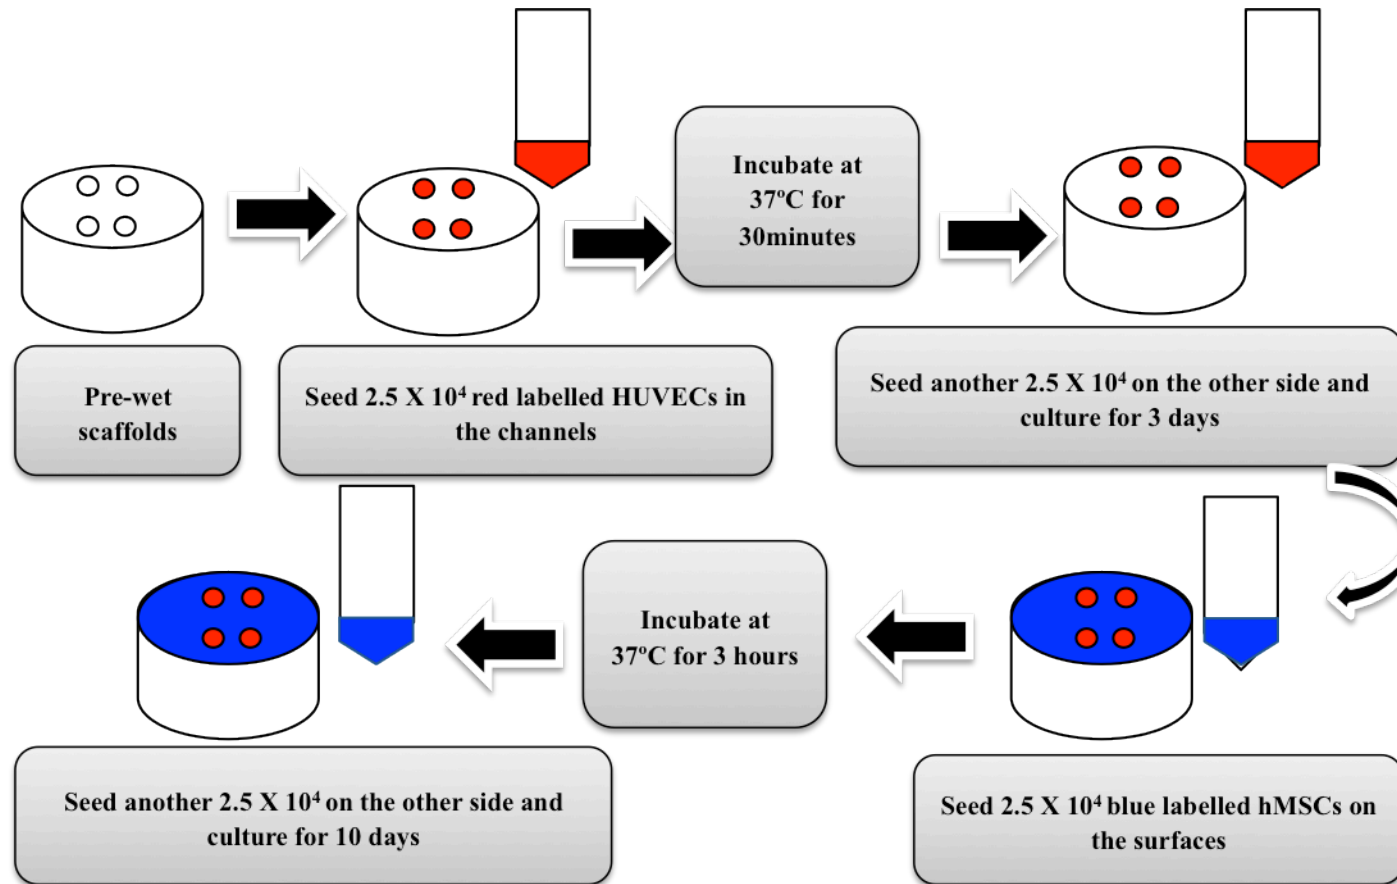 Pre-wet
scaffolds
Seed 2.5 X 10⁴ red labelled HUVECs in
the channels
Incubate at
37ºC for
30minutes
Seed another 2.5 X 10⁴ on the other side and
culture for 3 days
Seed 2.5 X 10⁴ blue labelled hMSCs on
the surfaces
Incubate at
37ºC for 3 hours
Seed another 2.5 X 10⁴ on the other side and
culture for 10 days